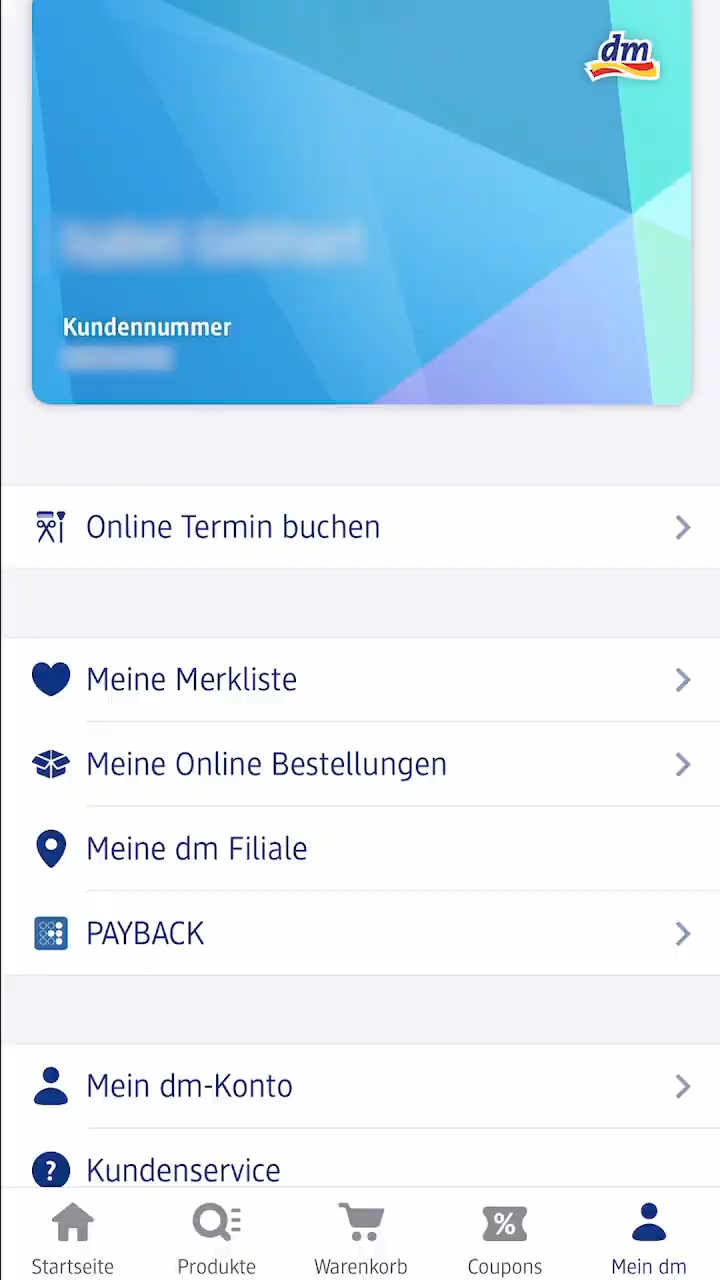 dm
Kundennummer
Online Termin buchen
Meine Merkliste
Meine Online Bestellungen
Meine dm Filiale
PAYBACK
Mein dm-Konto
Kundenservice
Startseite
Produkte
Warenkorb
Coupons
Mein dm